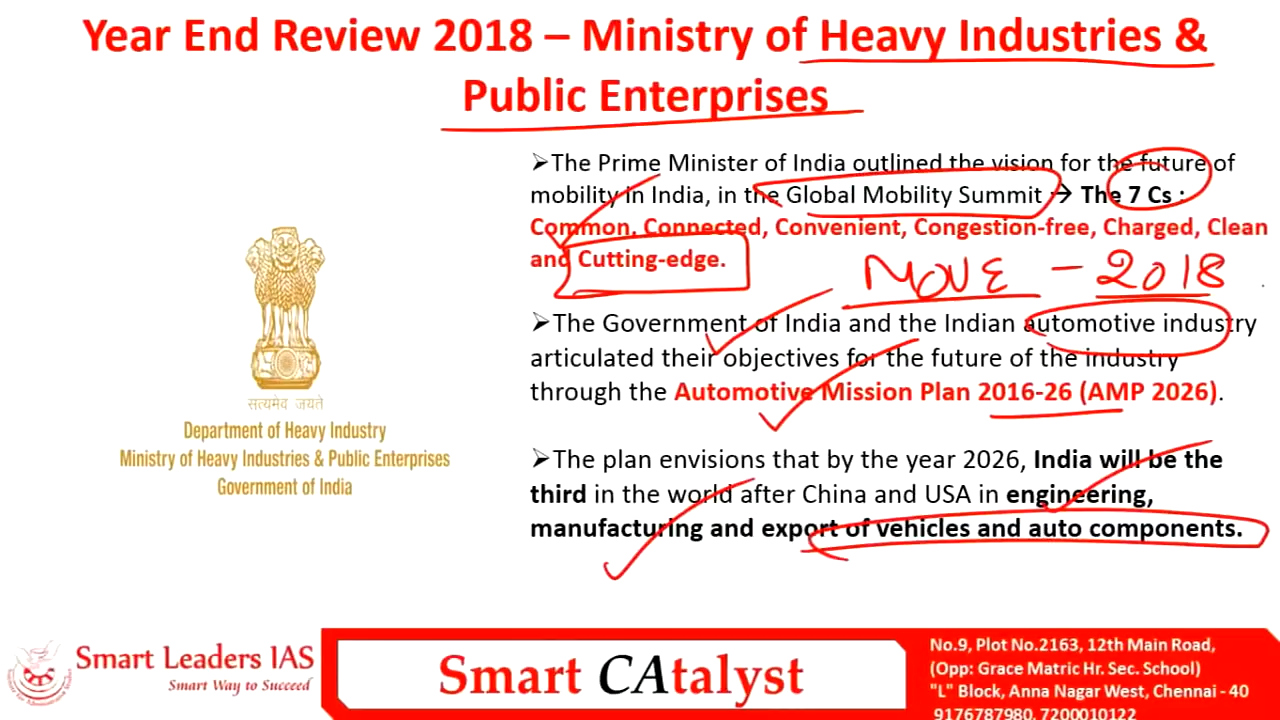 Year End Review 2018 – Ministry of Heavy Industries &
Public Enterprises
➢The Prime Minister of India outlined the vision for the future of
mobility in India, in the Global Mobility Summit → The 7 Cs :
Common, Connected, Convenient, Congestion-free, Charged, Clean
and Cutting-edge.
MOVE – 2018
➢The Government of India and the Indian automotive industry
articulated their objectives for the future of the industry
through the Automotive Mission Plan 2016-26 (AMP 2026).
➢The plan envisions that by the year 2026, India will be the
third in the world after China and USA in engineering,
manufacturing and export of vehicles and auto components.
सत्यमेव जयते
Department of Heavy Industry
Ministry of Heavy Industries & Public Enterprises
Government of India
Smart Leaders IAS
Smart Way to Succeed
Smart CAtalyst
No.9, Plot No.2163, 12th Main Road,
(Opp: Grace Matric Hr. Sec. School)
"L" Block, Anna Nagar West, Chennai - 40
9176787980, 7200010122